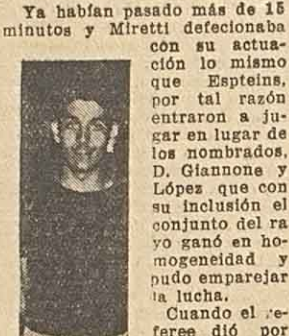 Ya habían pasado más de 15
minutos y Miretti defecionaba
con su actua-
ción lo mismo
que Espteins,
por tal razón
entraron a ju-
gar en lugar de
los nombrados,
D. Giannone y
López que con
su inclusión el
conjunto del ra
yo ganó en ho-
mogeneidad y
pudo emparejar
la lucha.
Cuando el re-
feree dió por